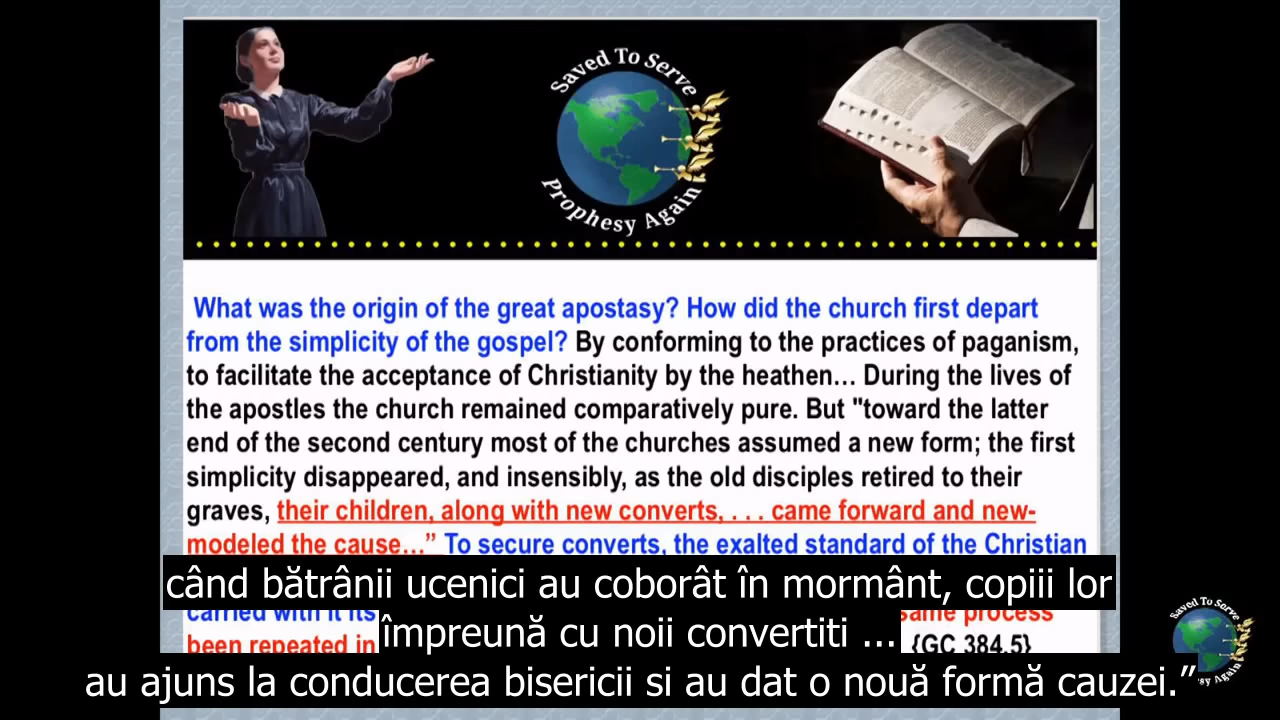 Saved To Serve
Prophesy Again
What was the origin of the great apostasy? How did the church first depart
from the simplicity of the gospel? By conforming to the practices of paganism,
to facilitate the acceptance of Christianity by the heathen… During the lives of
the apostles the church remained comparatively pure. But "toward the latter
end of the second century most of the churches assumed a new form; the first
simplicity disappeared, and insensibly, as the old disciples retired to their
graves, their children, along with new converts, . . . came forward and new-
modeled the cause…” To secure converts, the exalted standard of the Christian
carried with it its same process
been repeated in {GC 384.5}
când bătrânii ucenici au coborât în mormânt, copiii lor
împreună cu noii convertiti ...
au ajuns la conducerea bisericii si au dat o nouă formă cauzei.”
Saved To Serve